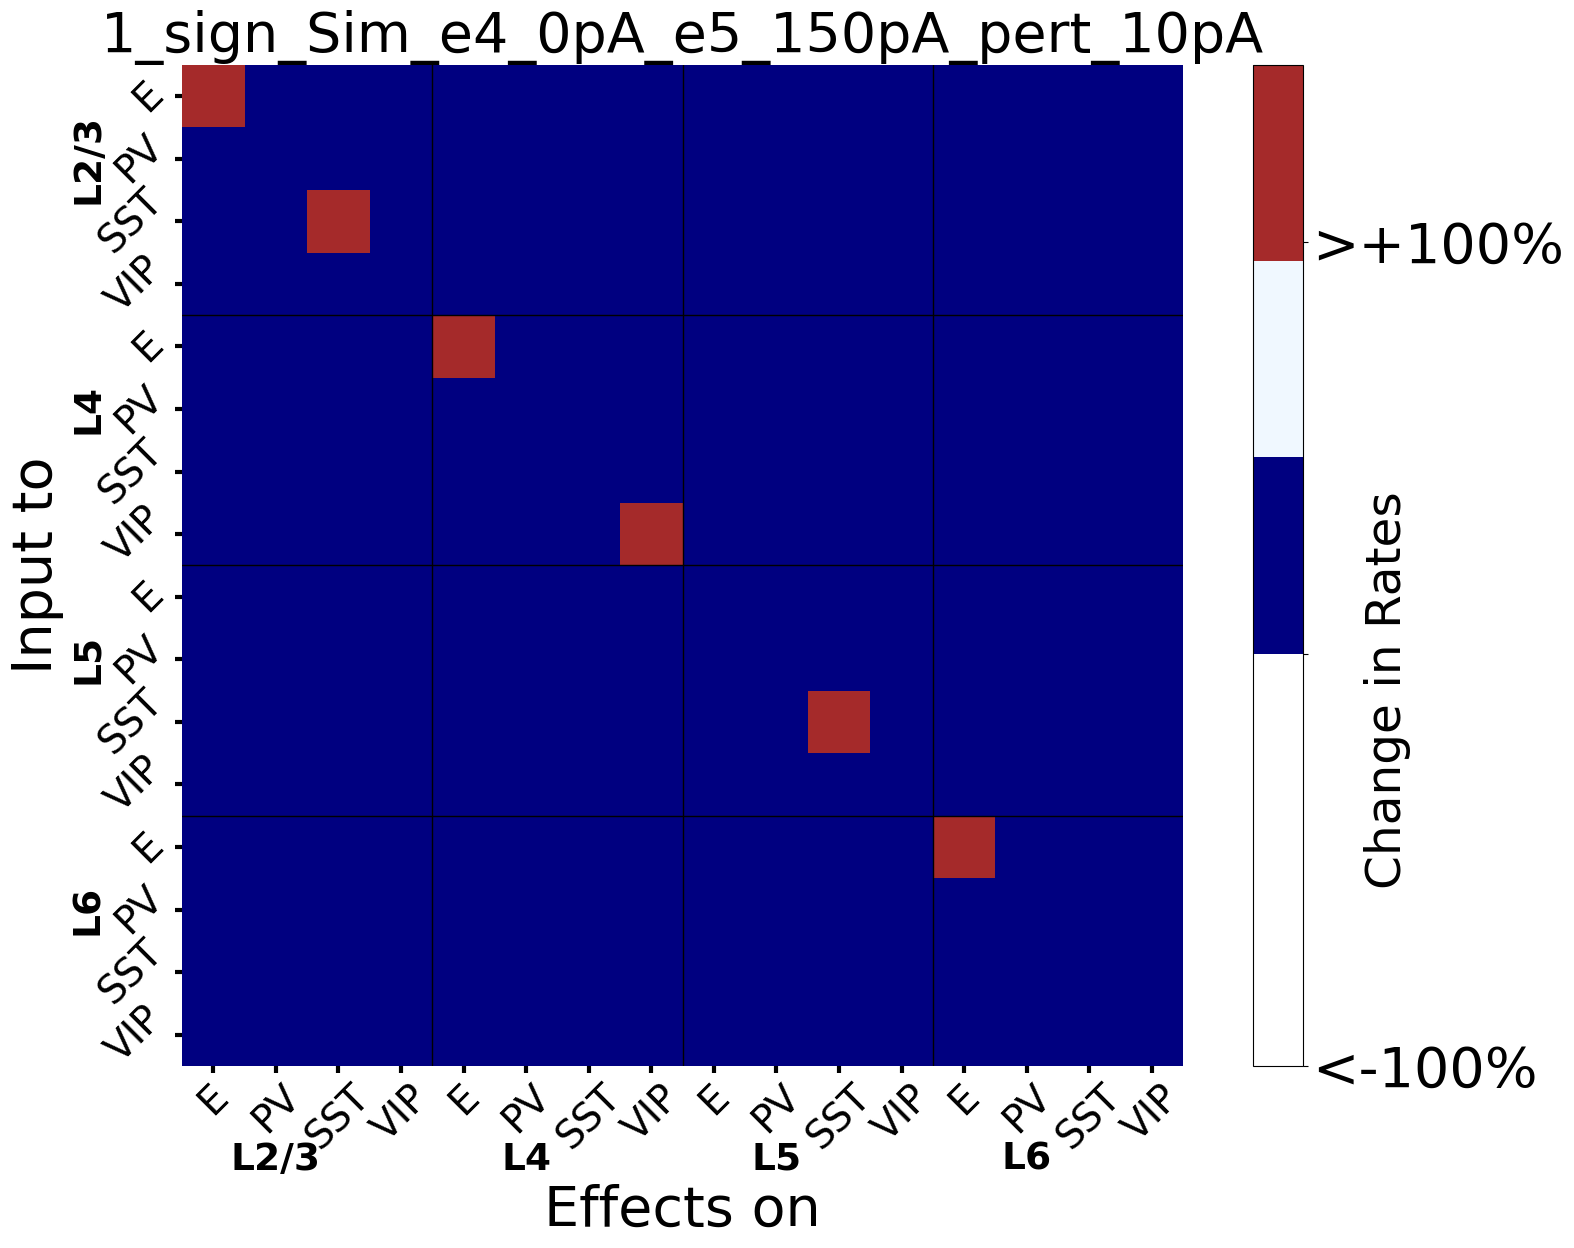 1_sign_Sim_e4_0pA_e5_150pA_pert_10pA
Input to
L2/3
E
PV
SST
VIP
L4
E
PV
SST
VIP
L5
E
PV
SST
VIP
L6
E
PV
SST
VIP
E PV SST VIP E PV SST VIP E PV SST VIP E PV SST VIP
L2/3 L4 L5 L6
Effects on
>+100%
<-100%
Change in Rates